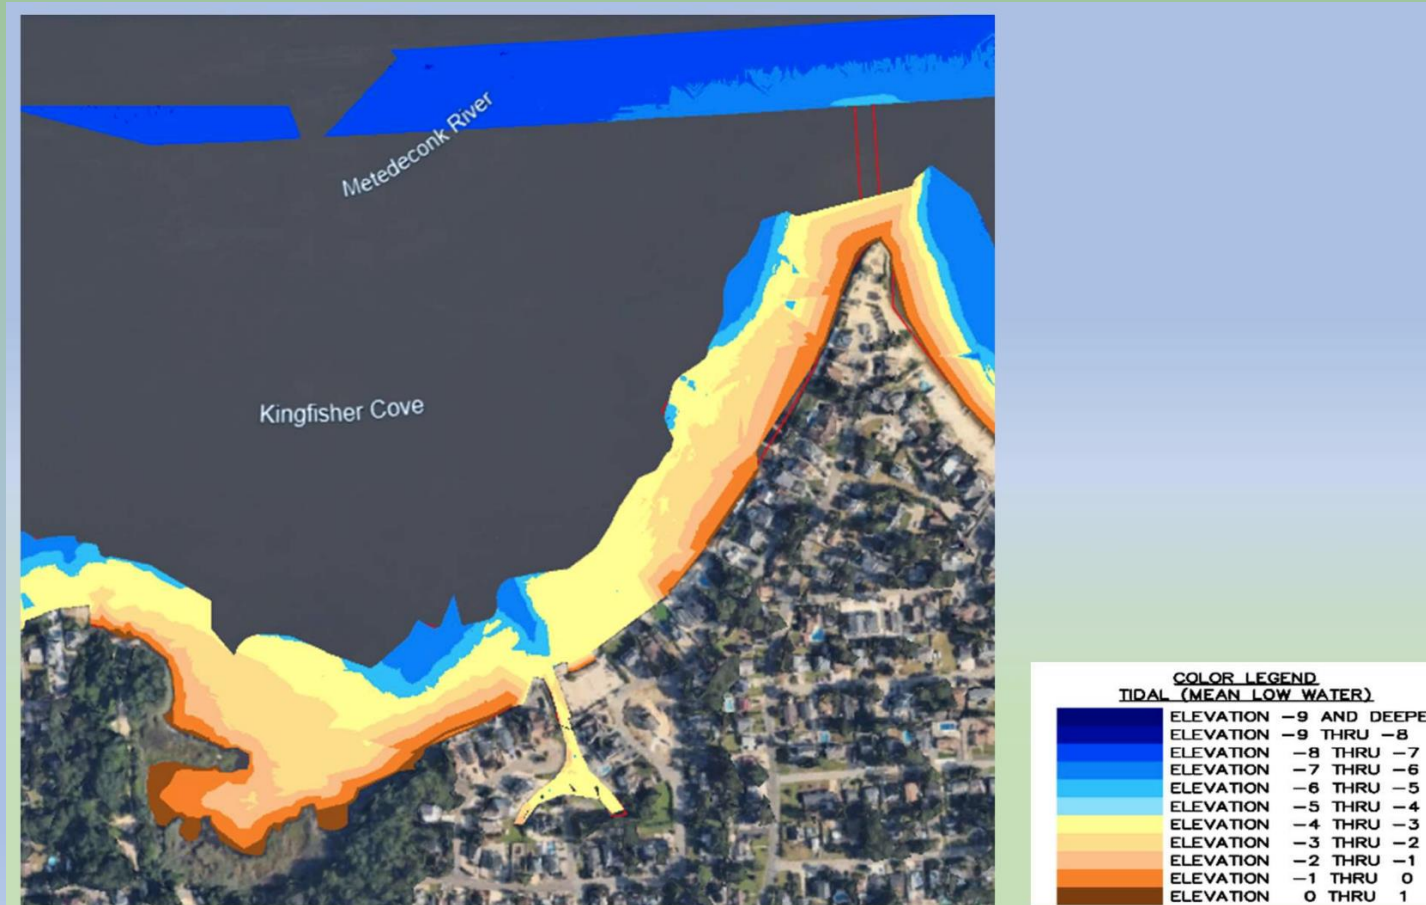 Metedeconk River
Kingfisher Cove
COLOR LEGEND
TIDAL (MEAN LOW WATER)
ELEVATION -9 AND DEEPE
ELEVATION -9 THRU -8
ELEVATION -8 THRU -7
ELEVATION -7 THRU -6
ELEVATION -6 THRU -5
ELEVATION -5 THRU -4
ELEVATION -4 THRU -3
ELEVATION -3 THRU -2
ELEVATION -2 THRU -1
ELEVATION -1 THRU 0
ELEVATION 0 THRU 1